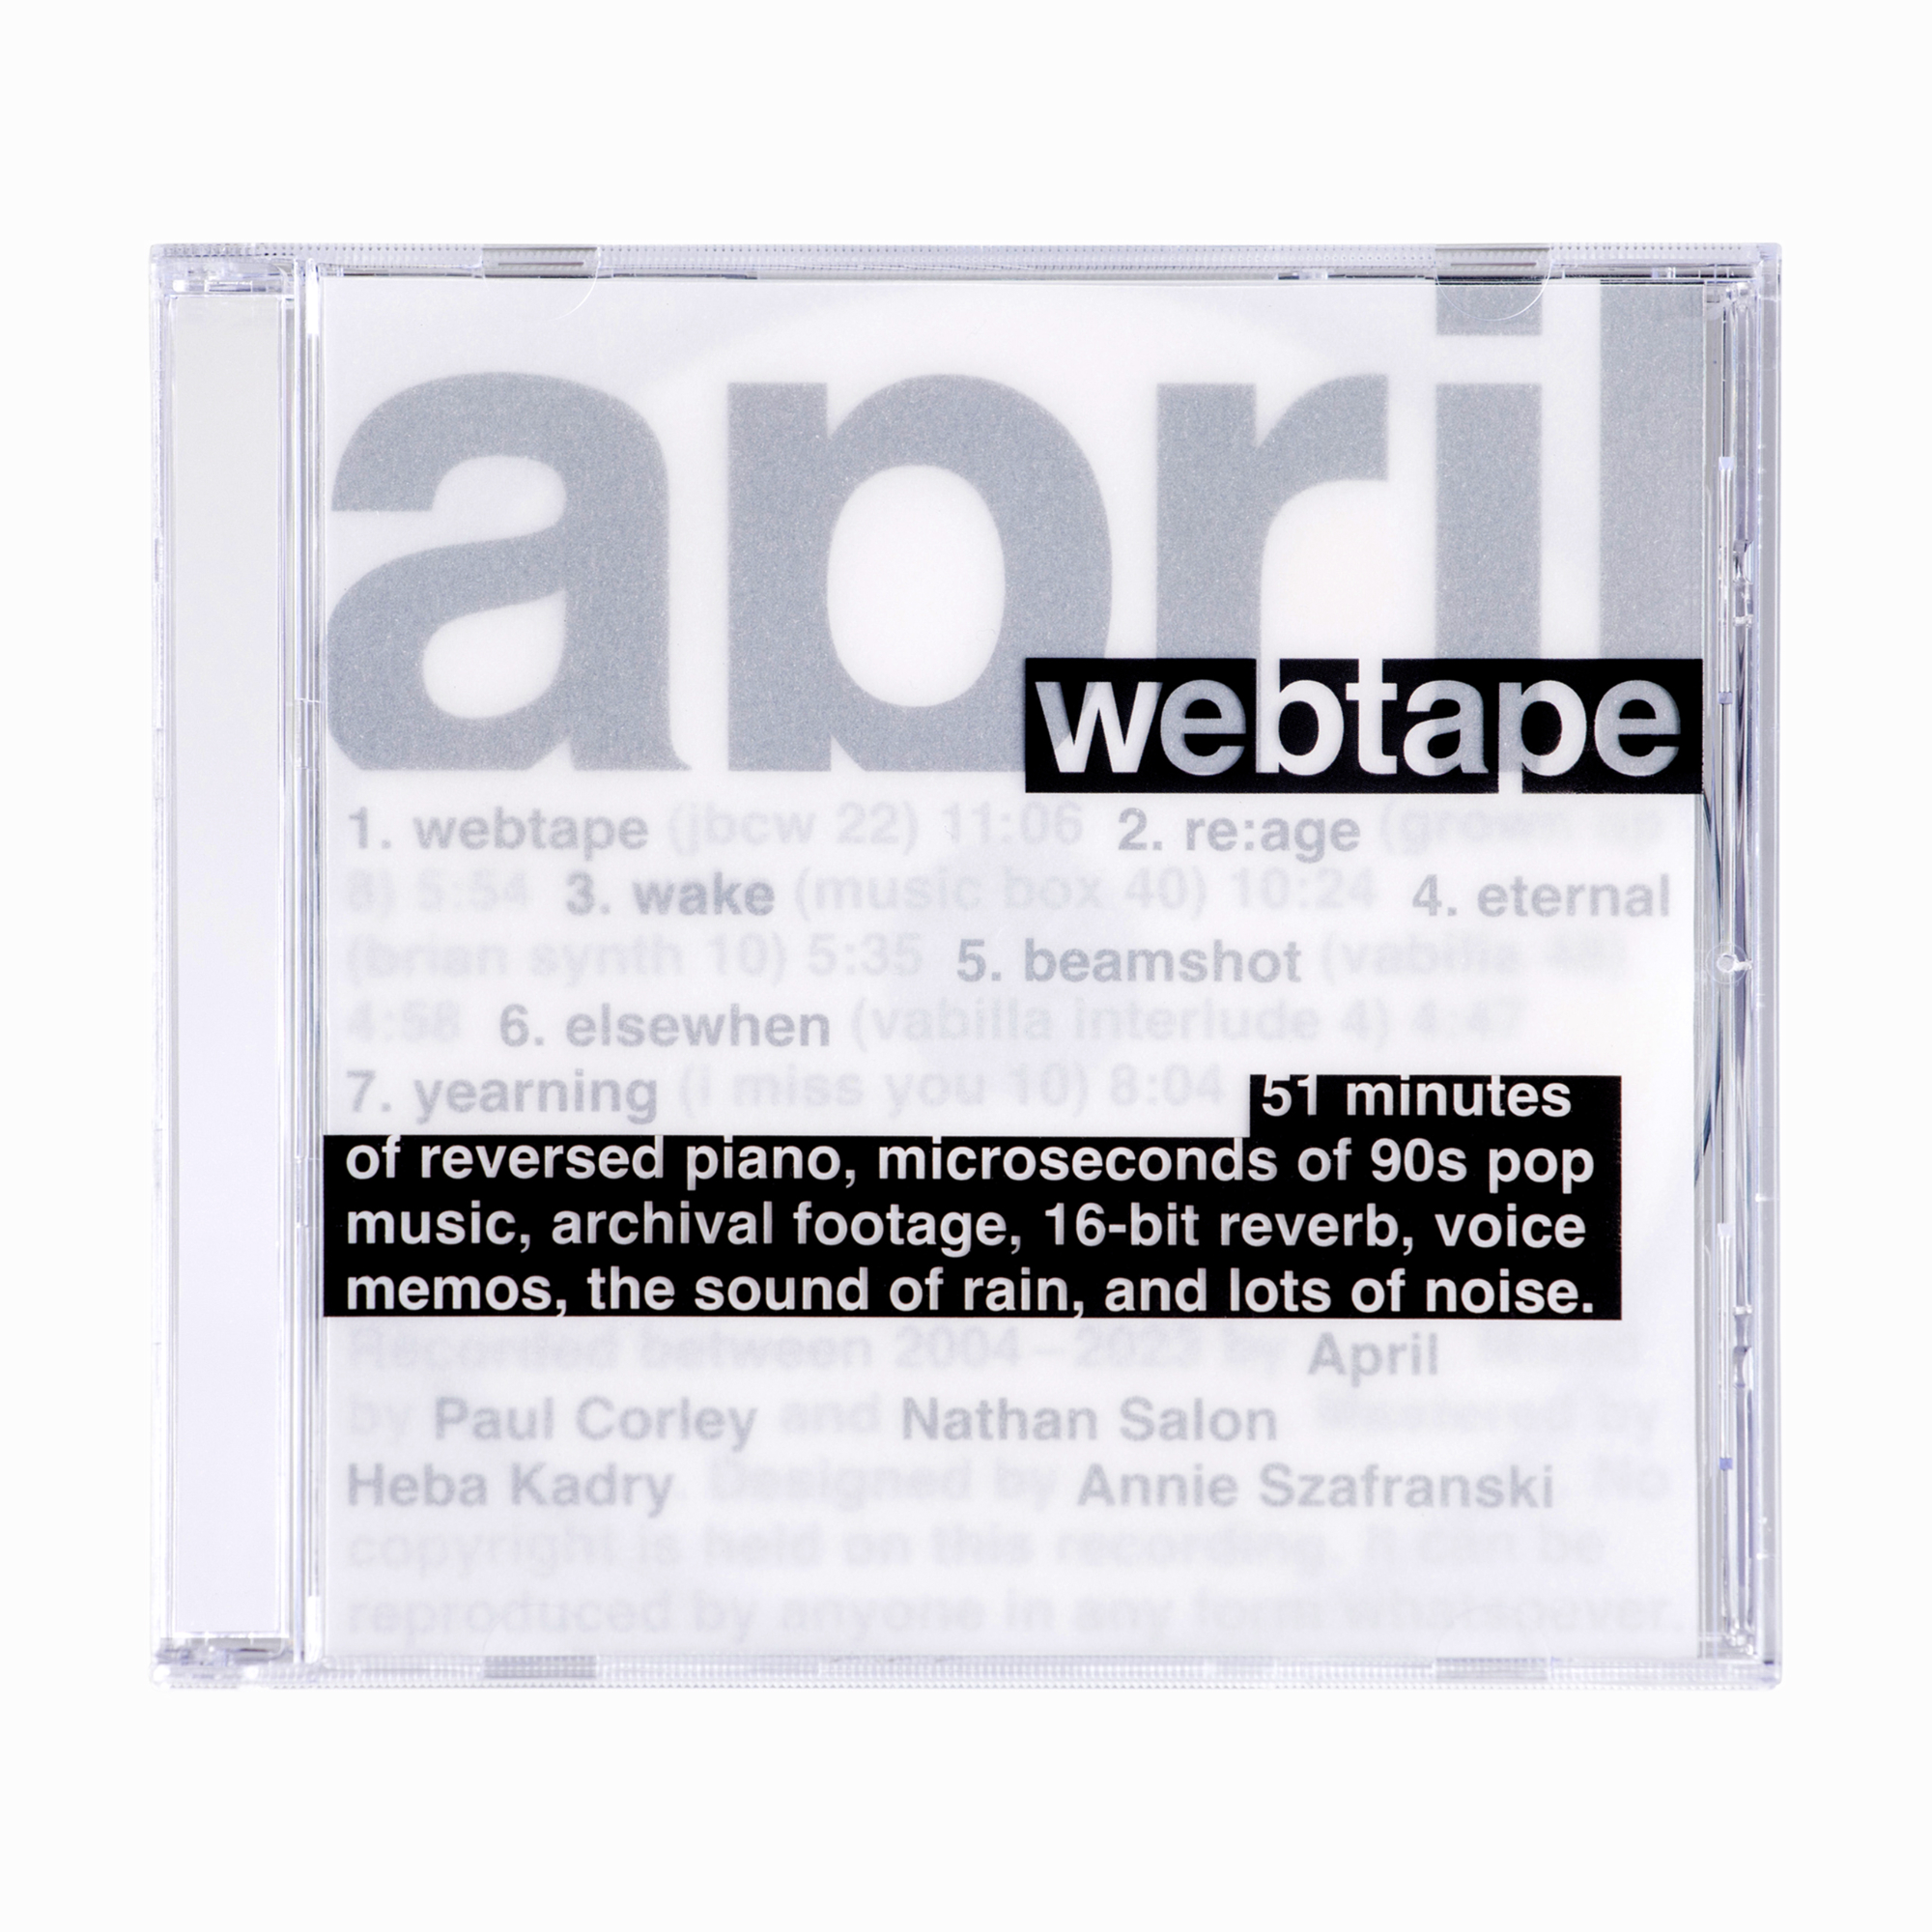 april
webtape
1. webtape (jbcw 22) 11:06 2. re:age (grown up
8) 5:54 3. wake (music box 40) 10:24 4. eternal
(brian synth 10) 5:35 5. beamshot (vabilla 48)
4:58 6. elsewhen (vabilla interlude 4) 4:47
7. yearning (i miss you 10) 8:04 51 minutes
of reversed piano, microseconds of 90s pop
music, archival footage, 16-bit reverb, voice
memos, the sound of rain, and lots of noise.
Recorded between 2004–2023 by April. Mixed
by Paul Corley and Nathan Salon. Mastered by
Heba Kadry. Designed by Annie Szafranski. No
copyright is held on this recording. It can be
reproduced by anyone in any form whatsoever.